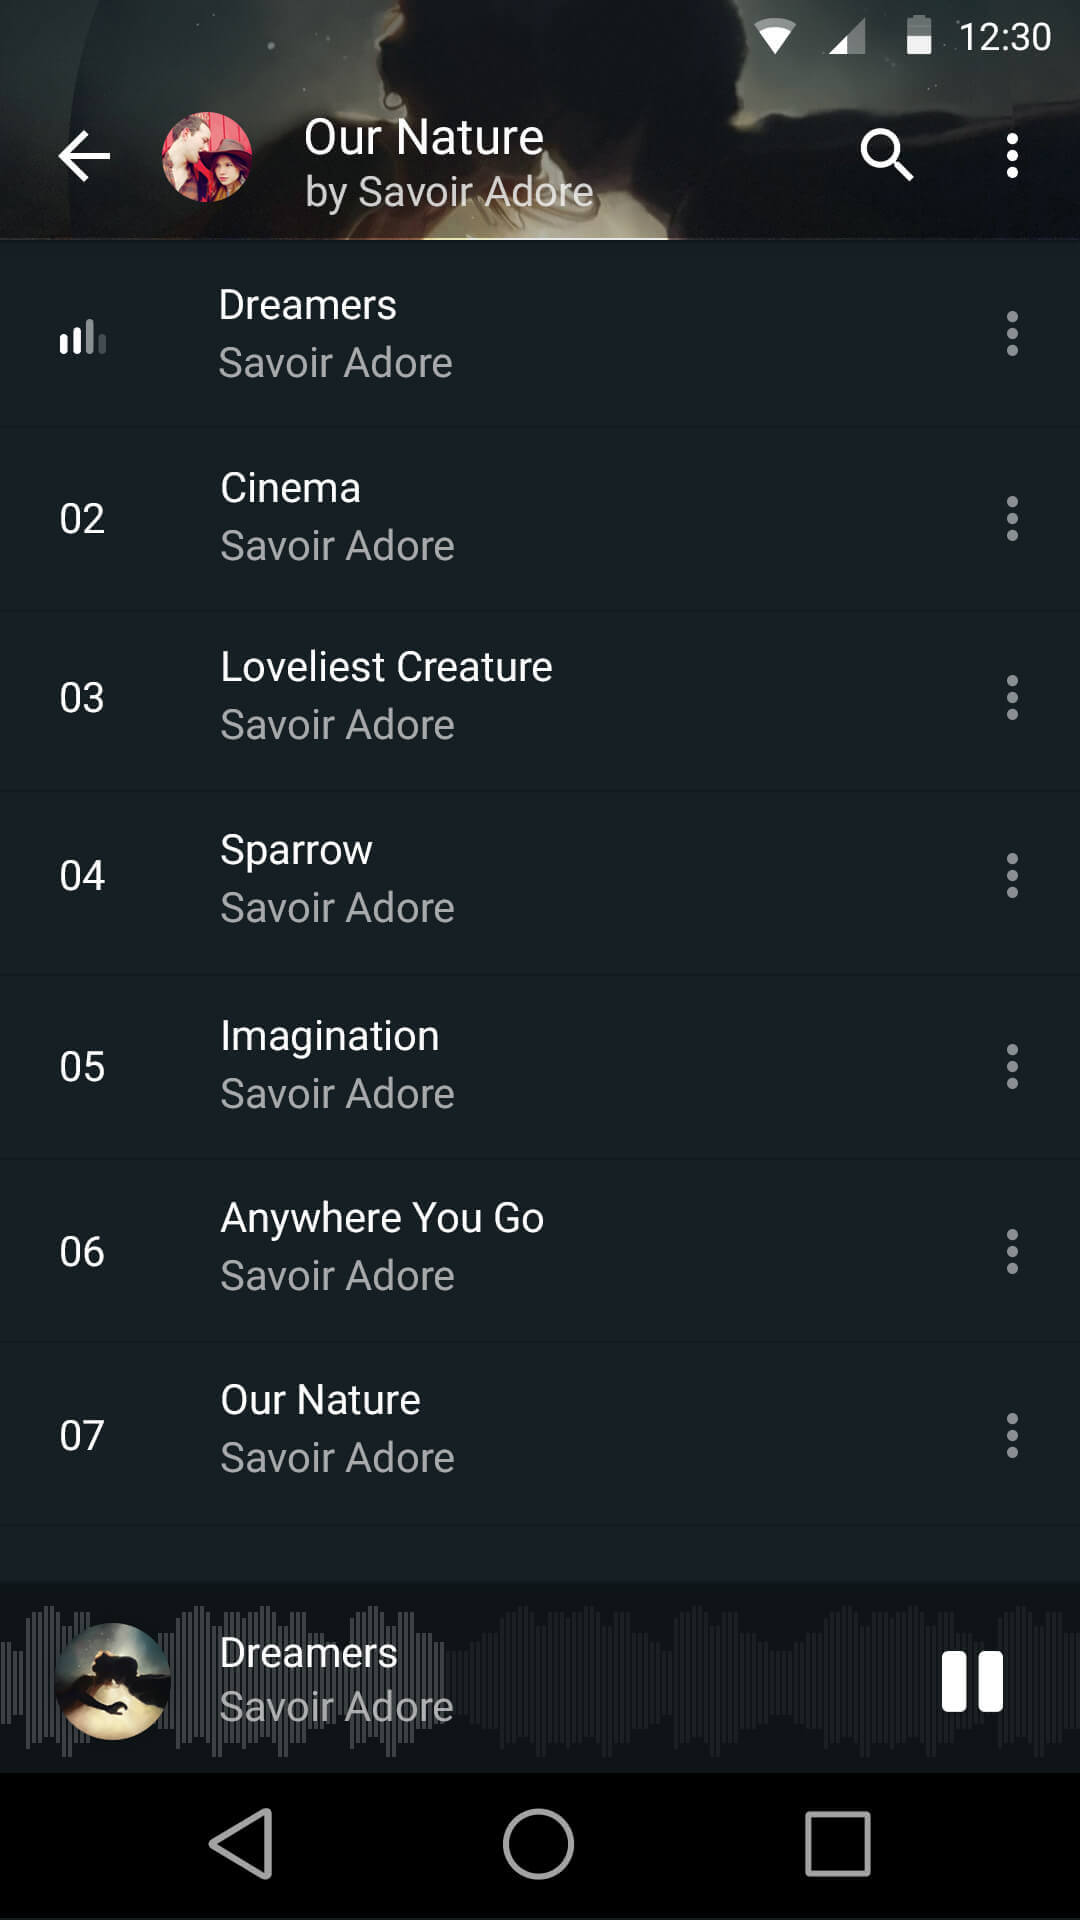 12:30
Our Nature
by Savoir Adore
Dreamers
Savoir Adore
02
Cinema
Savoir Adore
03
Loveliest Creature
Savoir Adore
04
Sparrow
Savoir Adore
05
Imagination
Savoir Adore
06
Anywhere You Go
Savoir Adore
07
Our Nature
Savoir Adore
Dreamers
Savoir Adore